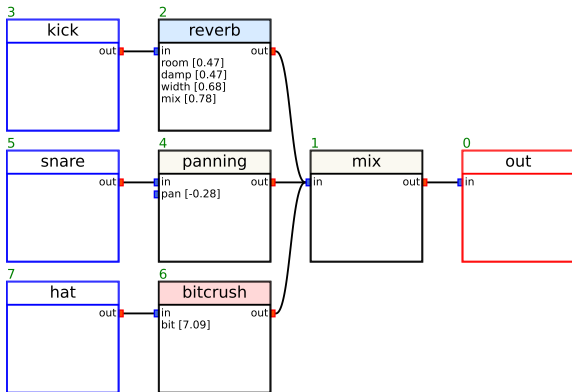 3
kick
out
2
reverb
in
out
room [0.47]
damp [0.47]
width [0.68]
mix [0.78]
5
snare
out
4
panning
in
out
pan [-0.28]
1
mix
in
out
0
out
in
7
hat
out
6
bitcrush
in
out
bit [7.09]